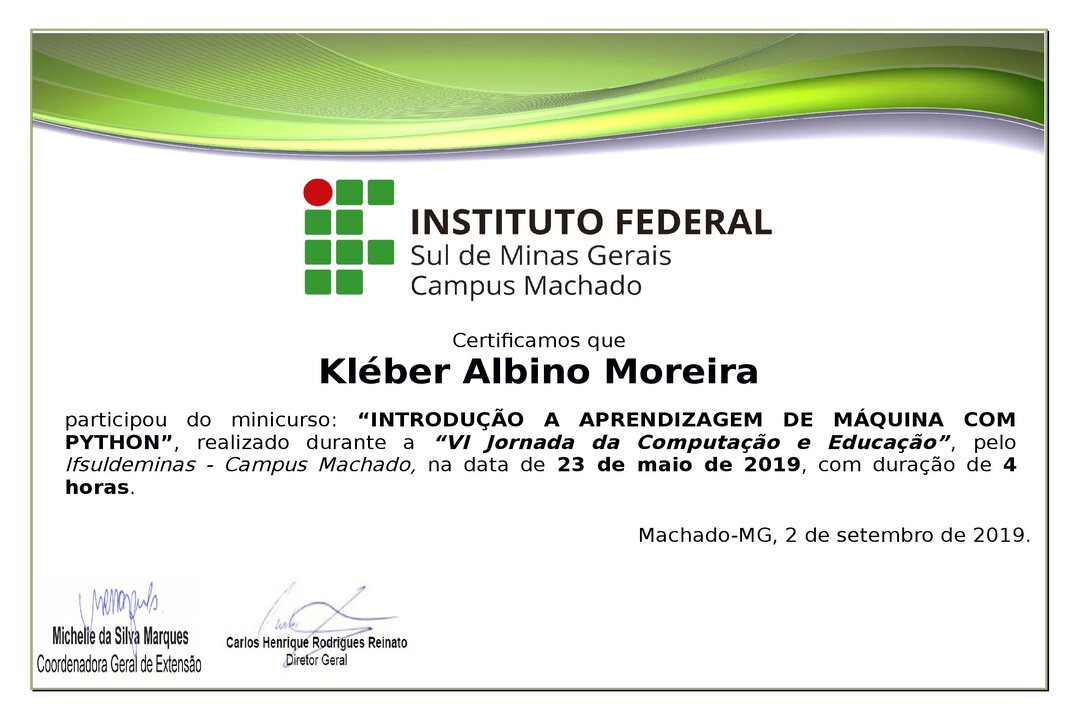 INSTITUTO FEDERAL
Sul de Minas Gerais
Campus Machado
Certificamos que
Kléber Albino Moreira
participou do minicurso: “INTRODUÇÃO A APRENDIZAGEM DE MÁQUINA COM
PYTHON”, realizado durante a “VI Jornada da Computação e Educação”, pelo
Ifsuldeminas - Campus Machado, na data de 23 de maio de 2019, com duração de 4
horas.
Machado-MG, 2 de setembro de 2019.
Michelle da Silva Marques
Coordenadora Geral de Extensão
Carlos Henrique Rodrigues Reinato
Diretor Geral